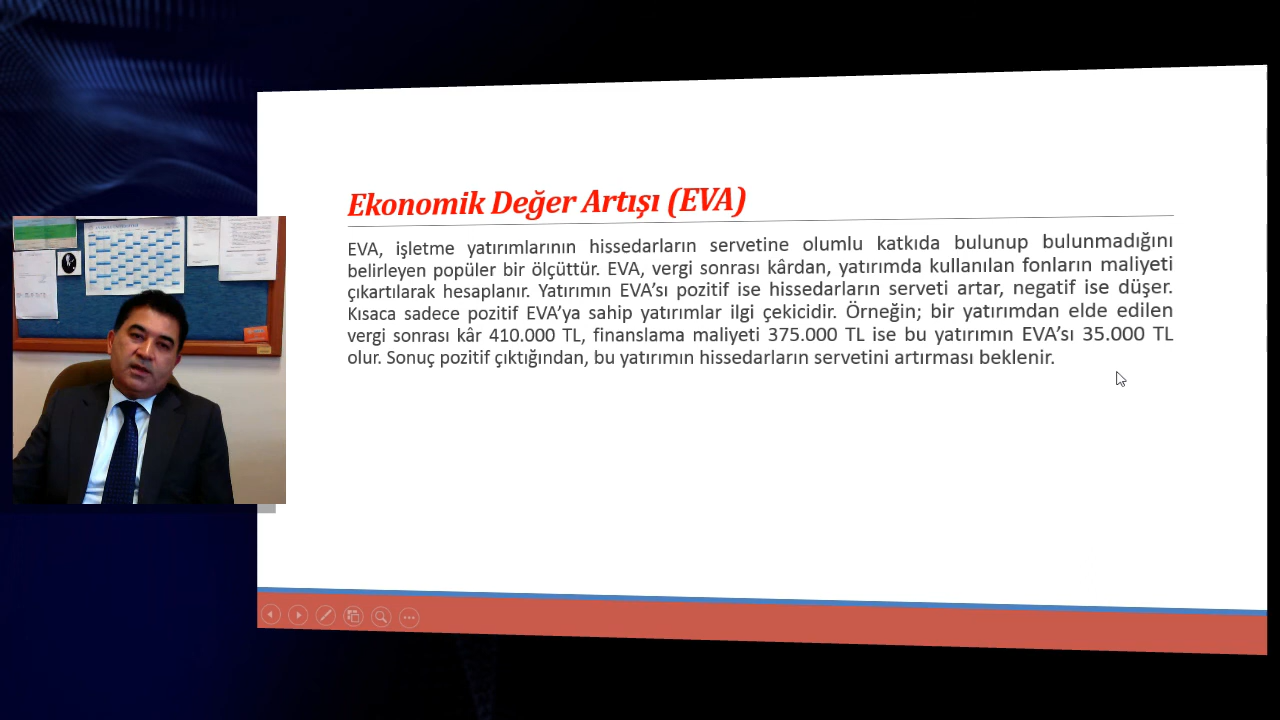 Ekonomik Değer Artışı (EVA)
EVA, işletme yatırımlarının hissedarların servetine olumlu katkıda bulunup bulunmadığını
belirleyen popüler bir ölçüttür. EVA, vergi sonrası kârdan, yatırımda kullanılan fonların maliyeti
çıkartılarak hesaplanır. Yatırımın EVA’sı pozitif ise hissedarların serveti artar, negatif ise düşer.
Kısaca sadece pozitif EVA’ya sahip yatırımlar ilgi çekicidir. Örneğin; bir yatırımdan elde edilen
vergi sonrası kâr 410.000 TL, finanslama maliyeti 375.000 TL ise bu yatırımın EVA’sı 35.000 TL
olur. Sonuç pozitif çıktığından, bu yatırımın hissedarların servetini artırması beklenir.